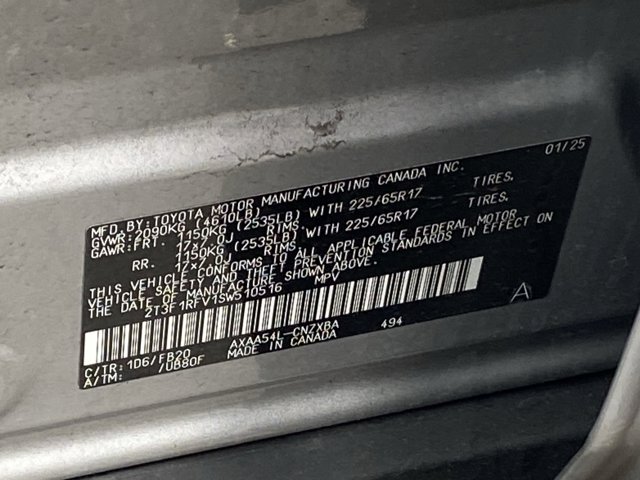 MFD. BY: TOYOTA MOTOR MANUFACTURING CANADA INC. 01/25
GVWR: 2090KG (4610LB)
GAWR: FRT. 1150KG (2535LB) WITH 225/65R17 TIRES.
17x7.0J RIMS
RR. 1150KG (2535LB) WITH 225/65R17 TIRES.
17x7.0J RIMS
THIS VEHICLE CONFORMS TO ALL APPLICABLE FEDERAL MOTOR
VEHICLE SAFETY AND THEFT PREVENTION STANDARDS IN EFFECT ON
THE DATE OF MANUFACTURE SHOWN ABOVE.
2T3F1RFV1SW510516 MPV
A
C/TR: 1D6/FB20 AXAA54L-CNZXBA 494
A/TM: /UB80F MADE IN CANADA